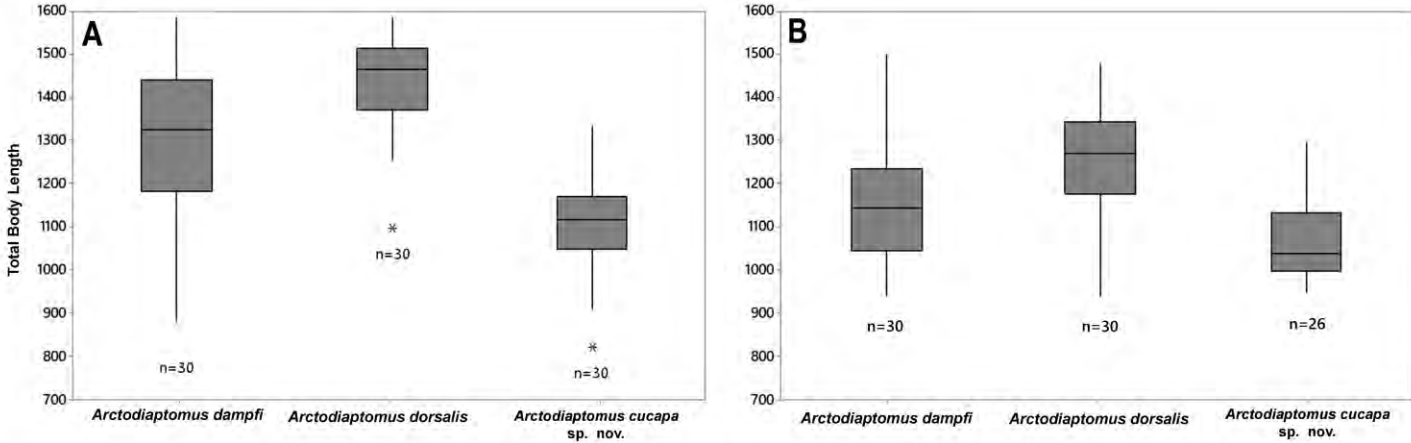 A
Total Body Length
1600
1500
1400
1300
1200
1100
1000
900
800
700
n=30
*
n=30
*
n=30
Arctodiaptomus dampfi
Arctodiaptomus dorsalis
Arctodiaptomus cucapa
sp. nov.
B
1600
1500
1400
1300
1200
1100
1000
900
800
700
n=30
n=30
n=26
Arctodiaptomus dampfi
Arctodiaptomus dorsalis
Arctodiaptomus cucapa
sp. nov.